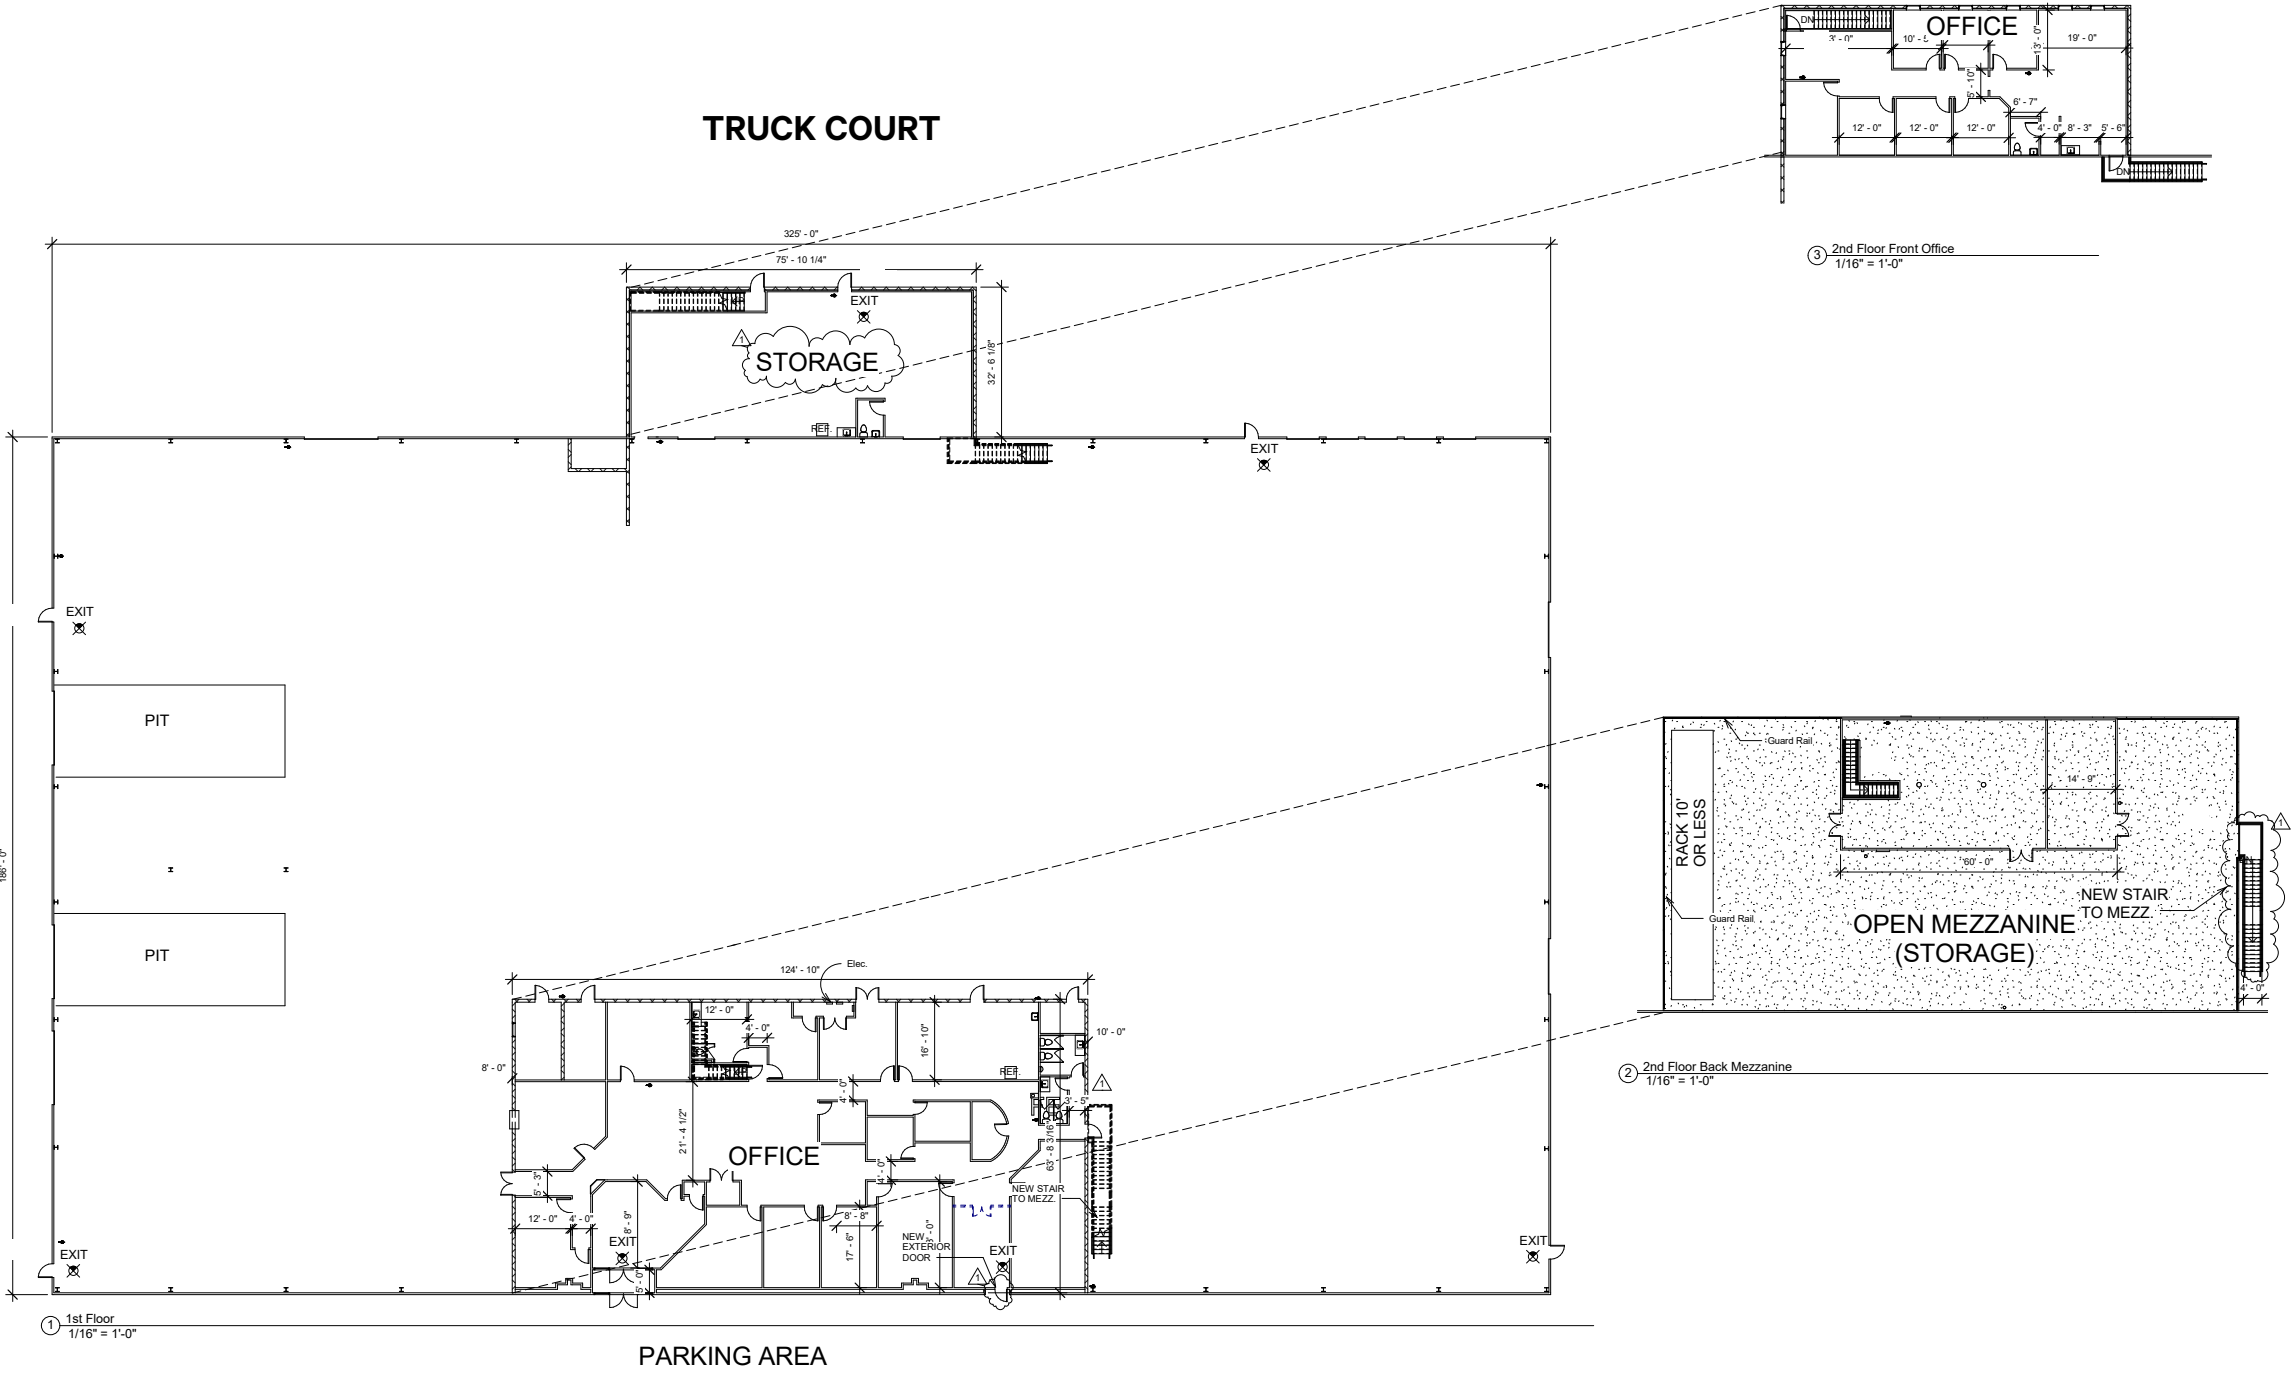 DN
OFFICE
3' - 0"
13' - 0"
19' - 0"
5' - 10"
6' - 7"
12' - 0"
12' - 0"
12' - 0"
4' - 0"
8' - 3"
5' - 6"
DN
TRUCK COURT
3
2nd Floor Front Office
1/16" = 1'-0"
325' - 0"
75' - 10 1/4"
EXIT
1
STORAGE
32' - 6 1/8"
REF.
EXIT
EXIT
PIT
PIT
186' - 0"
EXIT
Guard Rail
RACK 10'
OR LESS
14' - 9"
1
60' - 0"
NEW STAIR
TO MEZZ.
Guard Rail
OPEN MEZZANINE
(STORAGE)
4' - 0"
2
2nd Floor Back Mezzanine
1/16" = 1'-0"
124' - 10"
Elec.
12' - 0"
4' - 0"
16' - 10"
10' - 0"
8' - 0"
REF.
1
4' - 0"
3' - 5"
21' - 4 1/2"
63' - 8 3/16"
OFFICE
4' - 0"
5' - 3"
NEW STAIR
TO MEZZ.
12' - 0"
4' - 0"
8' - 9"
8' - 8"
17' - 6"
EXIT
NEW
EXTERIOR
DOOR
EXIT
EXIT
5' - 0"
1
1
1st Floor
1/16" = 1'-0"
PARKING AREA